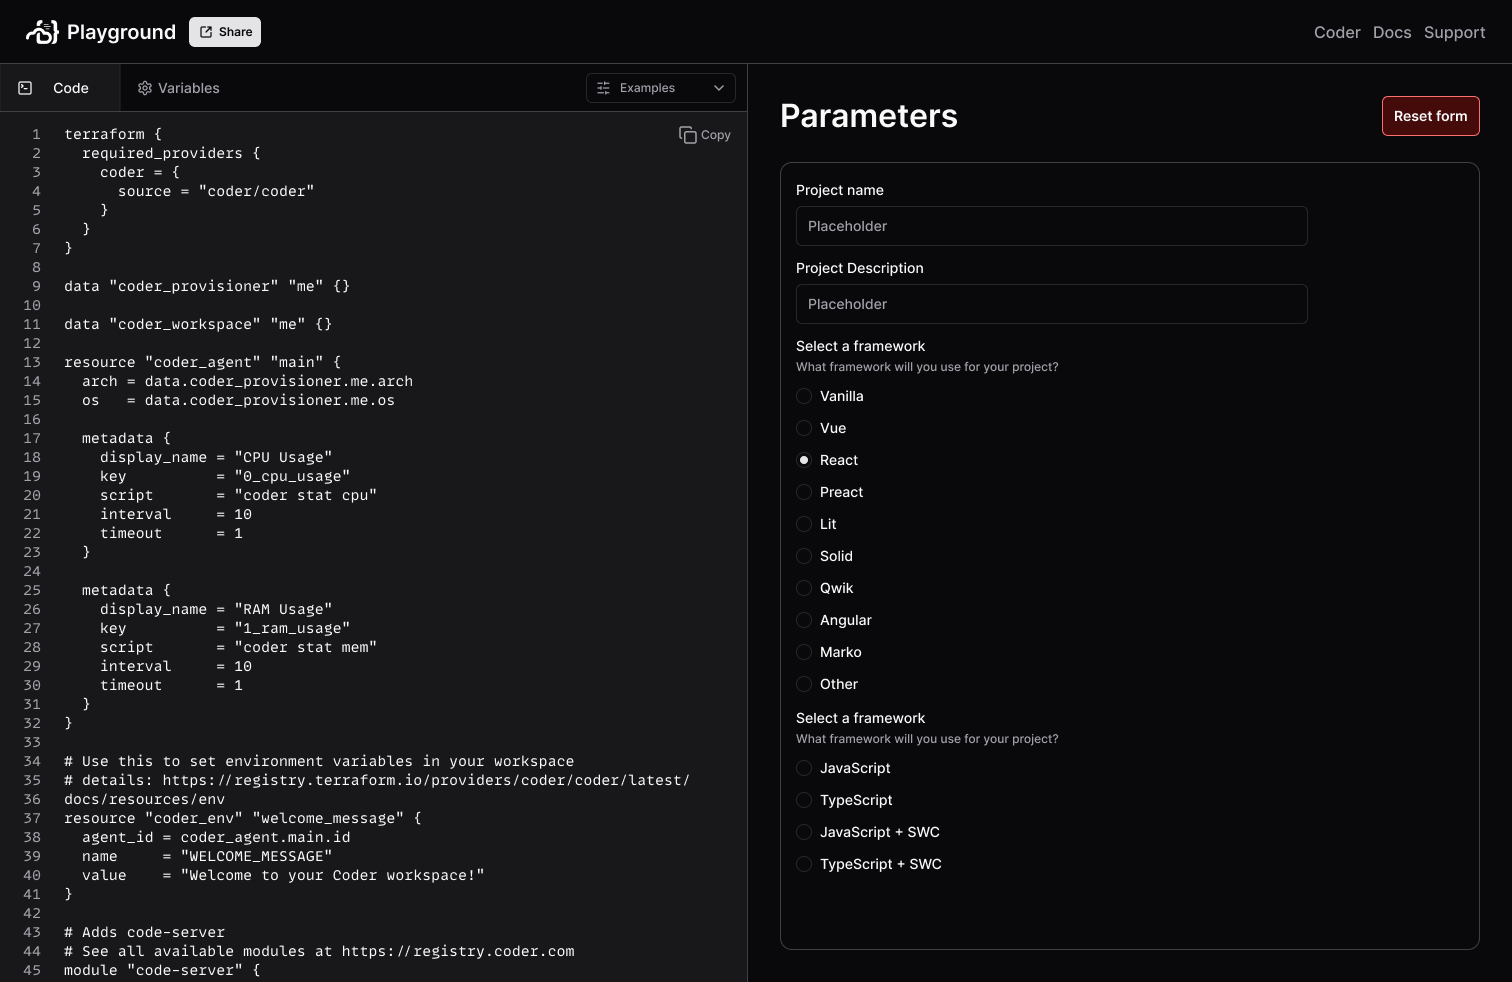 Playground
Share
Coder Docs Support
Code
Variables
Examples
Copy
1 terraform {
2   required_providers {
3     coder = {
4       source = "coder/coder"
5     }
6   }
7 }
8
9 data "coder_provisioner" "me" {}
10
11 data "coder_workspace" "me" {}
12
13 resource "coder_agent" "main" {
14   arch = data.coder_provisioner.me.arch
15   os   = data.coder_provisioner.me.os
16
17   metadata {
18     display_name = "CPU Usage"
19     key          = "0_cpu_usage"
20     script       = "coder stat cpu"
21     interval     = 10
22     timeout      = 1
23   }
24
25   metadata {
26     display_name = "RAM Usage"
27     key          = "1_ram_usage"
28     script       = "coder stat mem"
29     interval     = 10
30     timeout      = 1
31   }
32 }
33
34 # Use this to set environment variables in your workspace
35 # details: https://registry.terraform.io/providers/coder/coder/latest/
36 docs/resources/env
37 resource "coder_env" "welcome_message" {
38   agent_id = coder_agent.main.id
39   name     = "WELCOME_MESSAGE"
40   value    = "Welcome to your Coder workspace!"
41 }
42
43 # Adds code-server
44 # See all available modules at https://registry.coder.com
45 module "code-server" {
Parameters
Reset form
Project name
Placeholder
Project Description
Placeholder
Select a framework
What framework will you use for your project?
Vanilla
Vue
React
Preact
Lit
Solid
Qwik
Angular
Marko
Other
Select a framework
What framework will you use for your project?
JavaScript
TypeScript
JavaScript + SWC
TypeScript + SWC